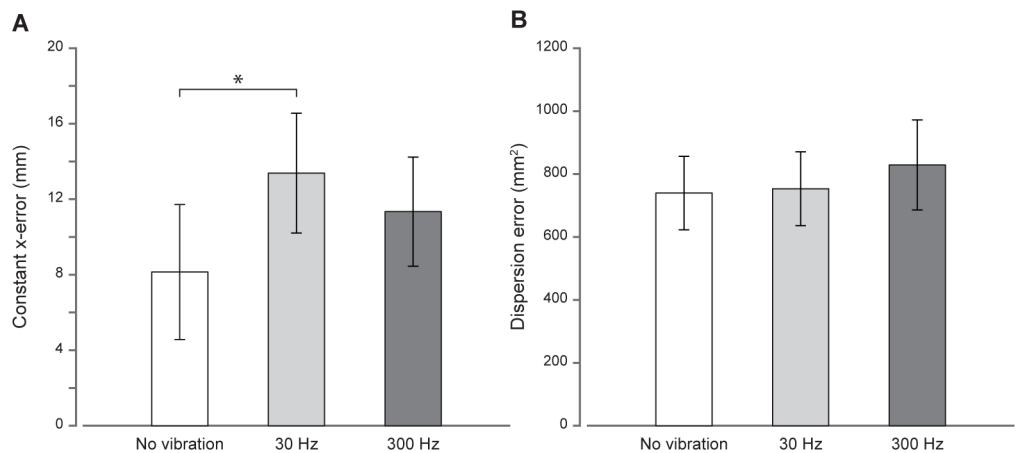 A
Constant x-error (mm)
20
16
12
8
4
0
*
No vibration 30 Hz 300 Hz
B
Dispersion error (mm²)
1200
1000
800
600
400
200
0
No vibration 30 Hz 300 Hz